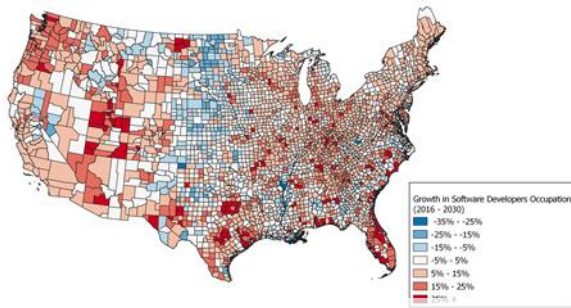 Growth in Software Developers Occupation
(2016 - 2030)
-35% - -25%
-25% - -15%
-15% - -5%
-5% - 5%
5% - 15%
15% - 25%
25% +